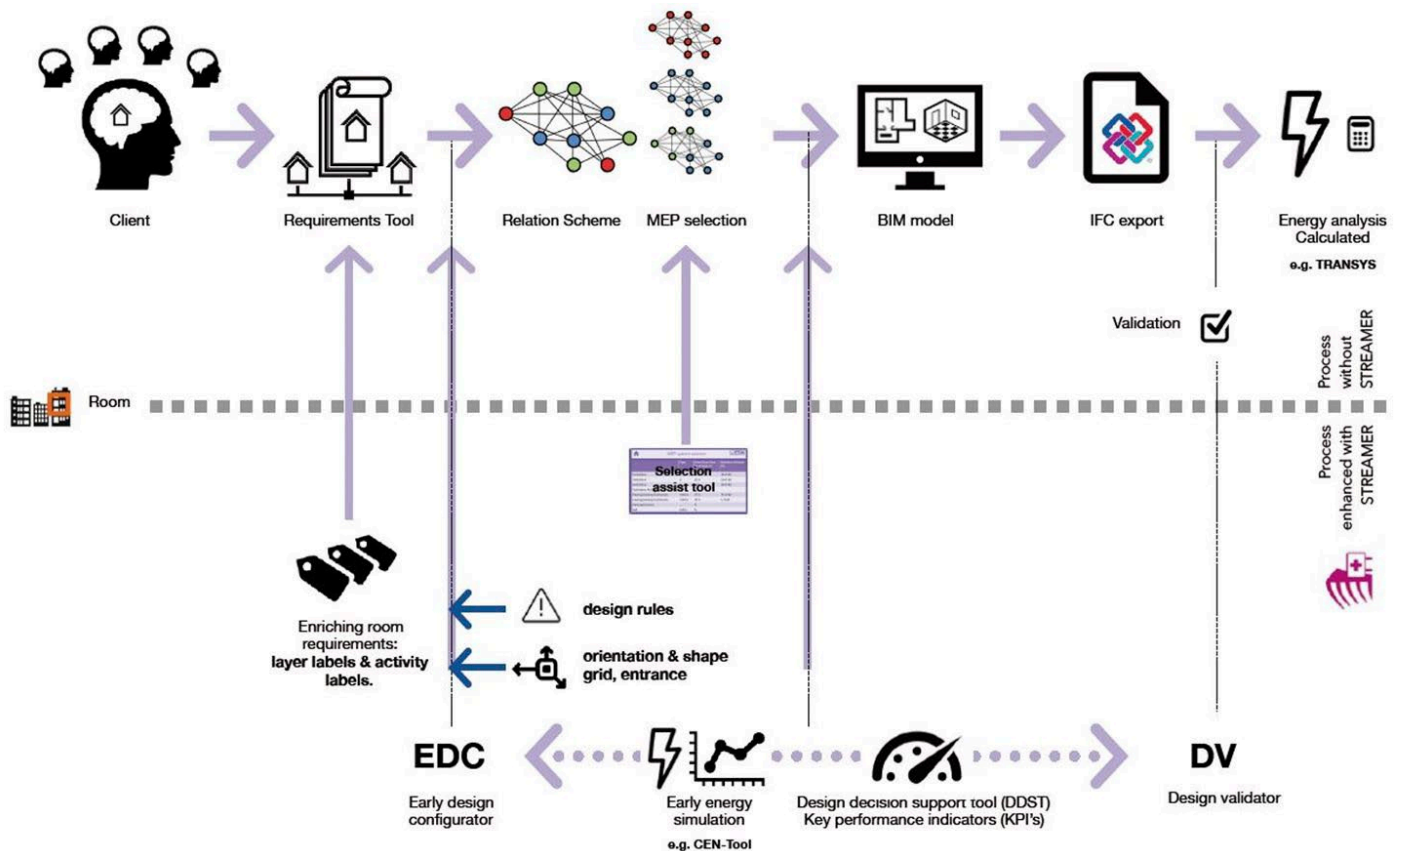 Client
Requirements Tool
Relation Scheme
MEP selection
BIM model
IFC export
Energy analysis
Calculated
e.g. TRANSYS
Validation
Process
without
STREAMER
Room
Process
enhanced with
STREAMER
Selection
assist tool
Enriching room
requirements:
layer labels & activity
labels.
design rules
orientation & shape
grid, entrance
EDC
DV
Early design
configurator
Early energy
simulation
e.g. CEN-Tool
Design decision support tool (DDST)
Key performance indicators (KPI's)
Design validator